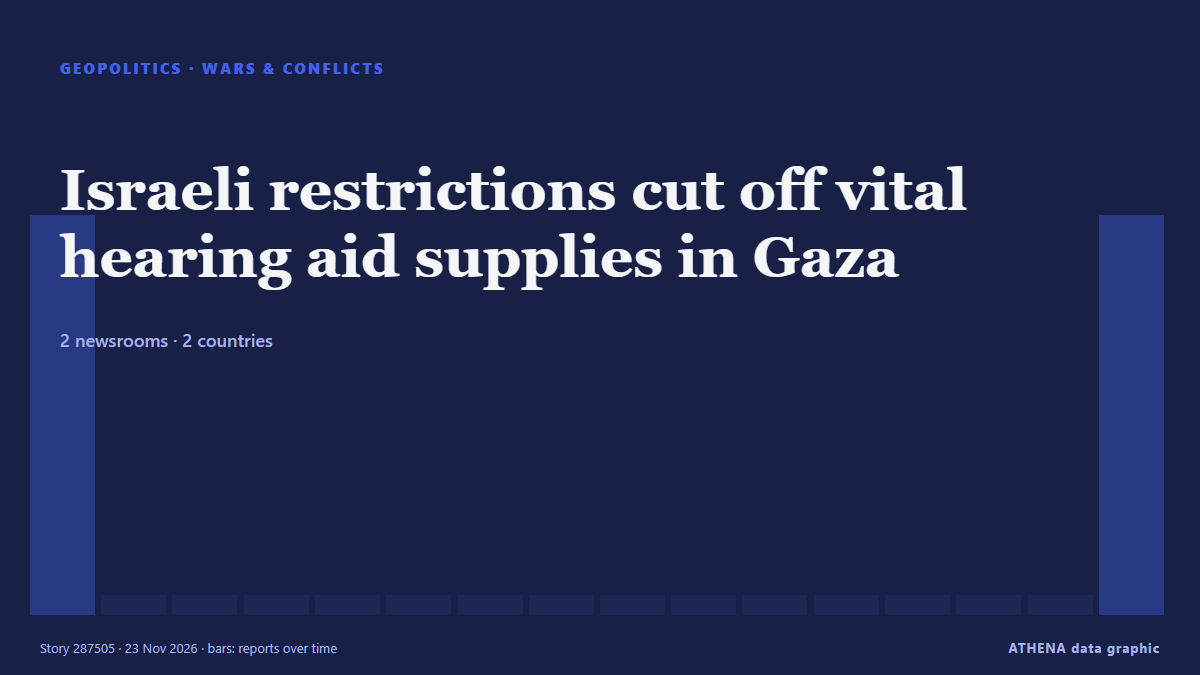 GEOPOLITICS · WARS & CONFLICTS
Israeli restrictions cut off vital
hearing aid supplies in Gaza
2 newsrooms · 2 countries
Story 287505 · 23 Nov 2026 · bars: reports over time
ATHENA data graphic